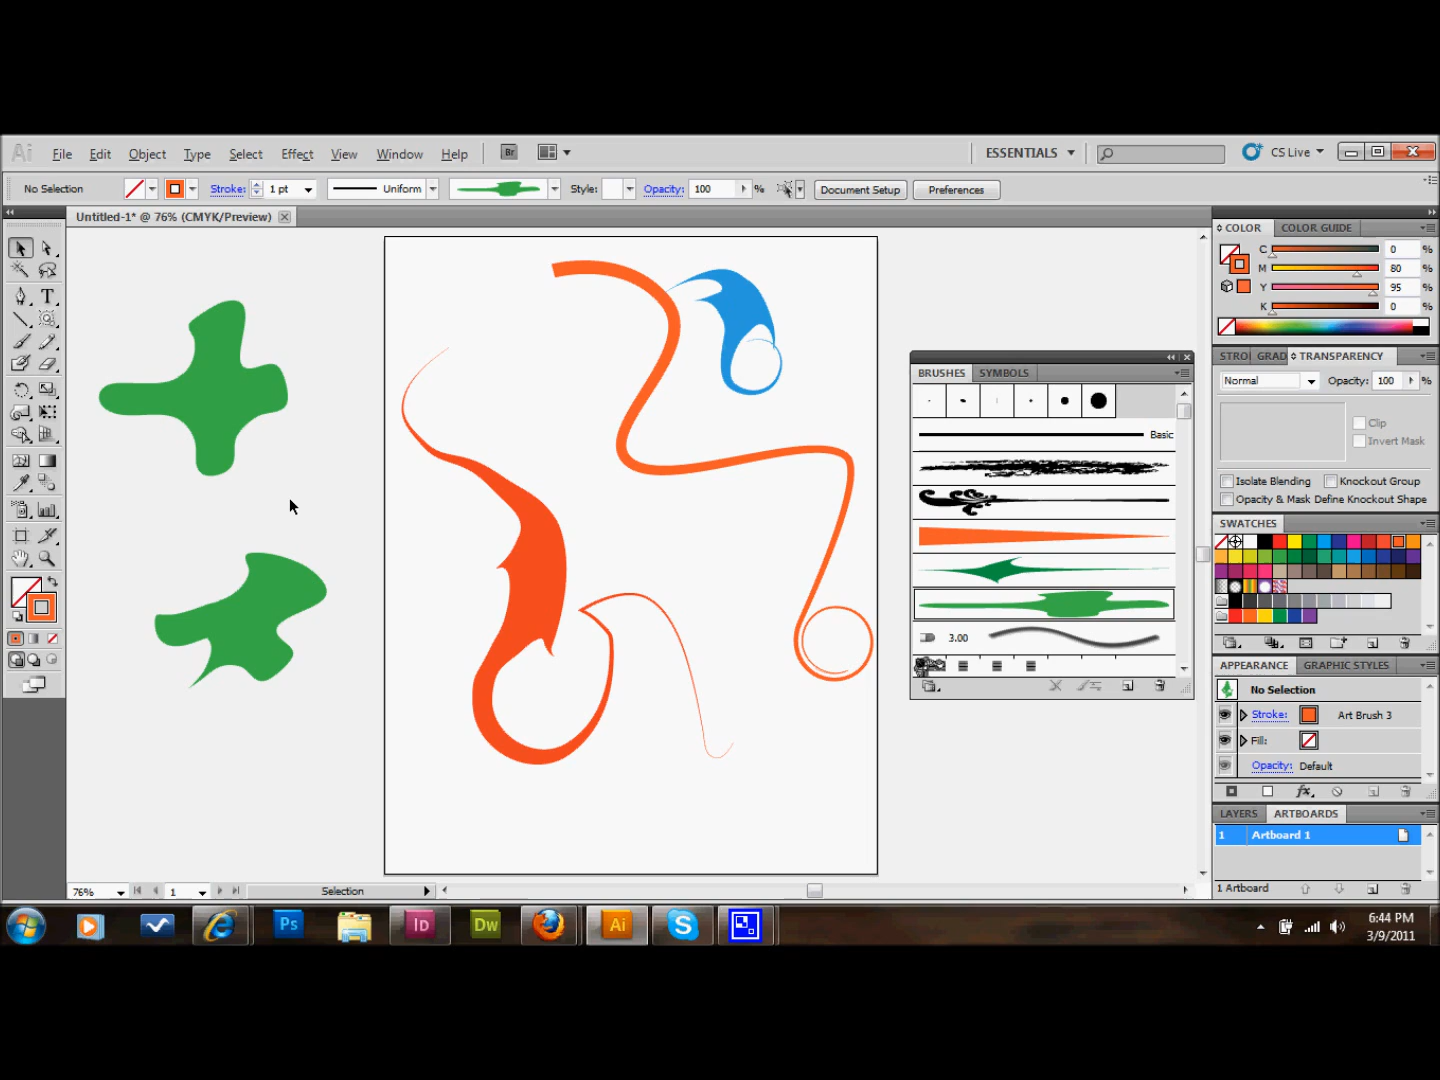 Ai File Edit Object Type Select Effect View Window Help Br ESSENTIALS CS Live
No Selection Stroke: 1 pt Uniform Style: Opacity: 100 % Document Setup Preferences
Untitled-1* @ 76% (CMYK/Preview)
COLOR COLOR GUIDE
C 0 %
M 80 %
Y 95 %
K 0 %
STRO GRAD TRANSPARENCY
Normal Opacity: 100 %
Clip
Invert Mask
Isolate Blending Knockout Group
Opacity & Mask Define Knockout Shape
BRUSHES SYMBOLS
Basic
3.00
SWATCHES
APPEARANCE GRAPHIC STYLES
No Selection
Stroke: Art Brush 3
Fill:
Opacity: Default
fx
LAYERS ARTBOARDS
1 Artboard 1
1 Artboard
76% 1 Selection
Ps Id Dw Ai S
6:44 PM
3/9/2011